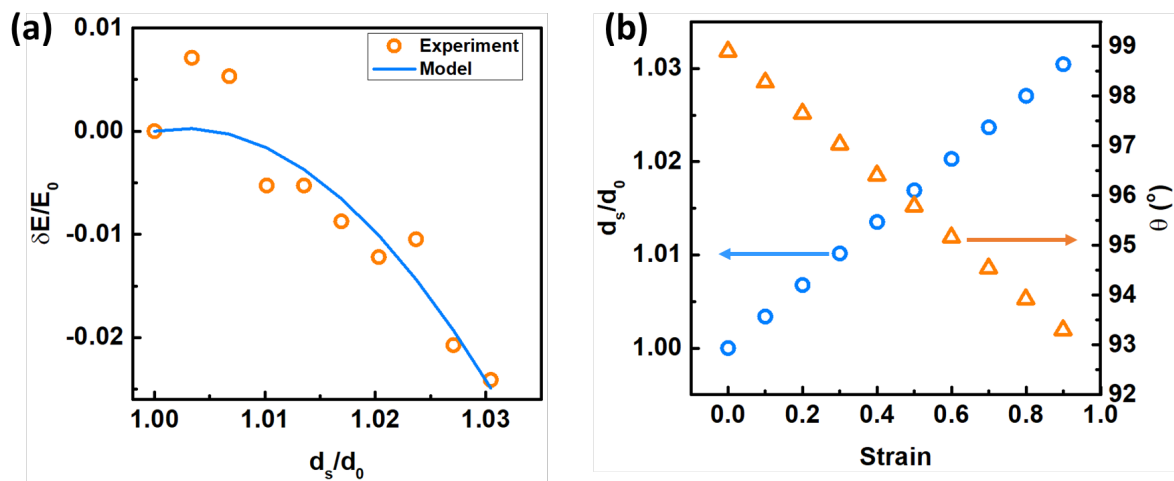 (a)
0.01
0.00
-0.01
-0.02
δE/E₀
Experiment
Model
1.00
1.01
1.02
1.03
dₛ/d₀
(b)
1.03
1.02
1.01
1.00
dₛ/d₀
99
98
97
96
95
94
93
92
θ (°)
0.0
0.2
0.4
0.6
0.8
1.0
Strain